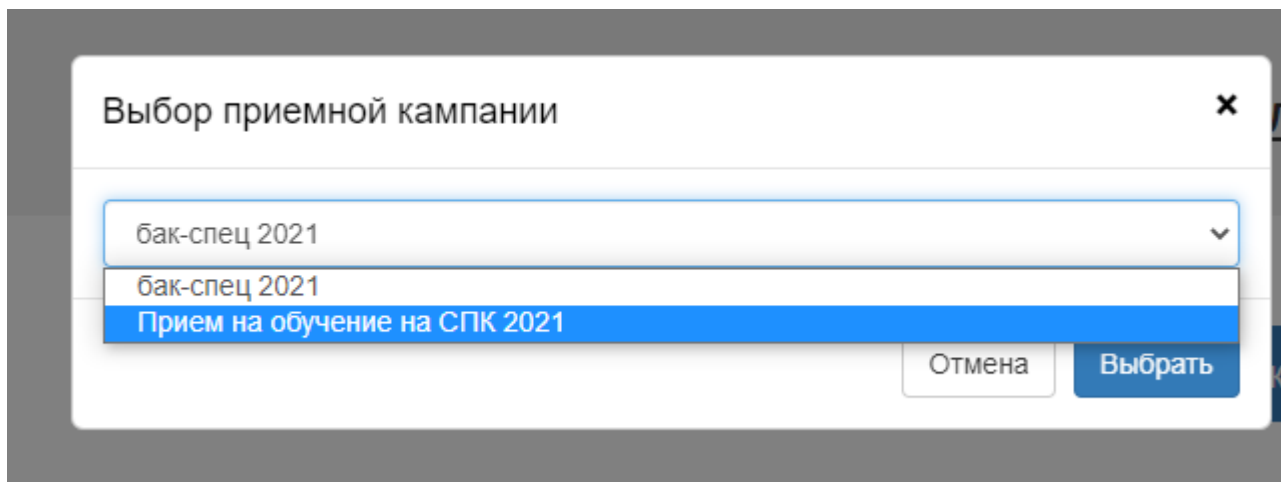 Выбор приемной кампании
бак-спец 2021
бак-спец 2021
Прием на обучение на СПК 2021
Отмена
Выбрать